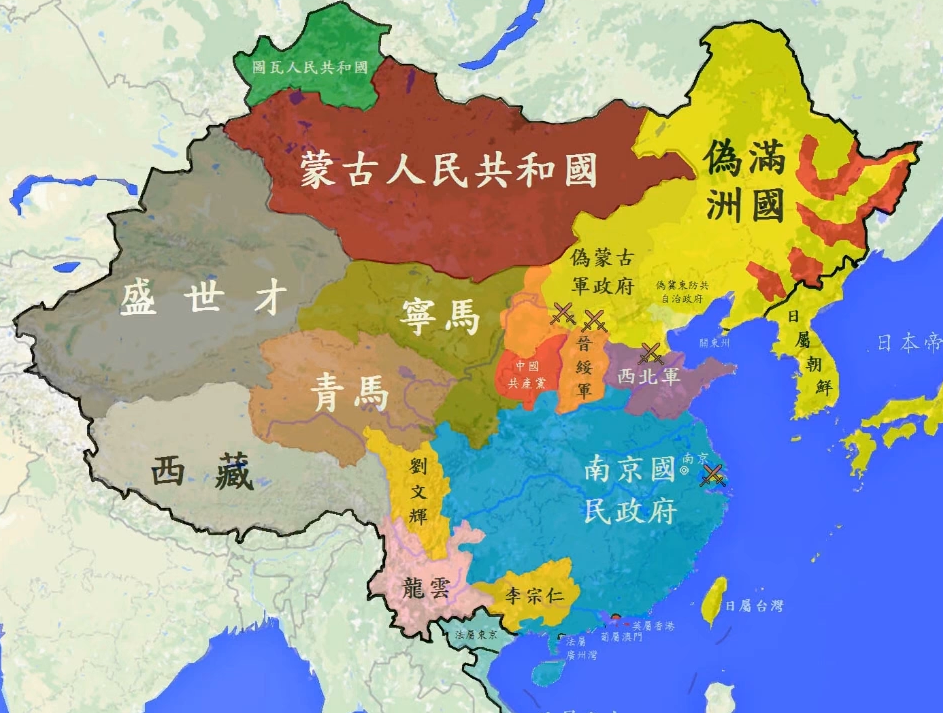 圖瓦人民共和國
蒙古人民共和國
偽滿
洲國
偽蒙古
軍政府
偽冀東防共
自治政府
盛世才
寧馬
關東州
日屬朝鮮
日本帝
中國
共產黨
晉綏軍
西北軍
青馬
西藏
劉文輝
南京國
民政府
南京
龍雲
李宗仁
日屬台灣
英屬香港
葡屬澳門
法屬東京
法屬
廣州灣